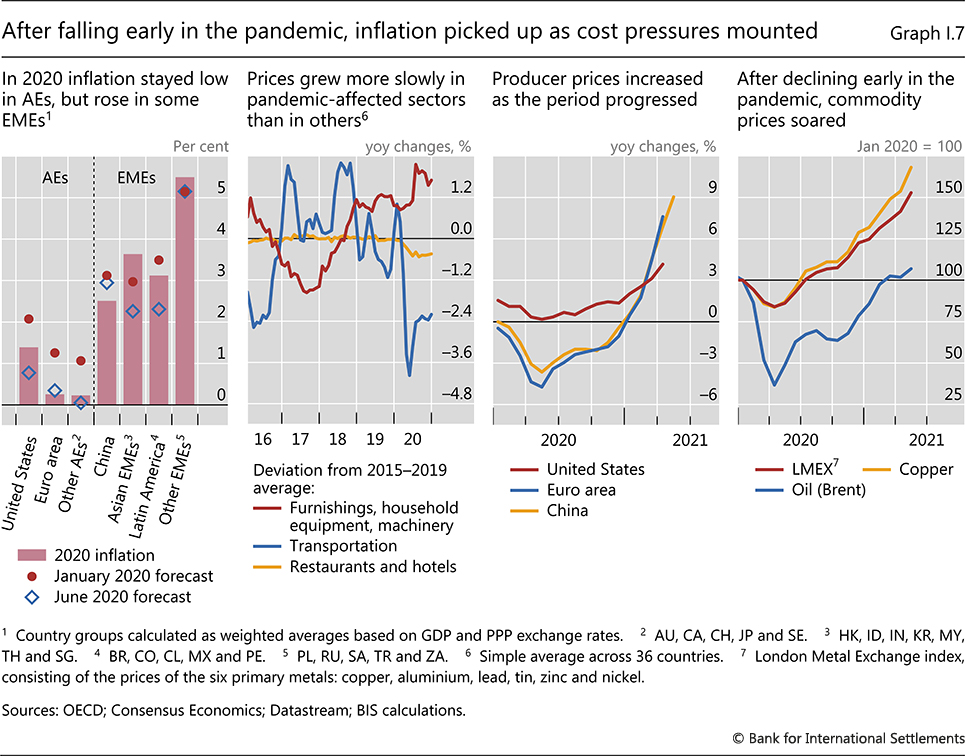 After falling early in the pandemic, inflation picked up as cost pressures mounted
Graph I.7
In 2020 inflation stayed low
in AEs, but rose in some
EMEs1
Per cent
AEs
EMEs
5
4
3
2
1
0
United States
Euro area
Other AEs2
China
Asian EMEs3
Latin America4
Other EMEs5
2020 inflation
January 2020 forecast
June 2020 forecast
Prices grew more slowly in
pandemic-affected sectors
than in others6
yoy changes, %
1.2
0.0
–1.2
–2.4
–3.6
–4.8
16 17 18 19 20
Deviation from 2015–2019
average:
Furnishings, household
equipment, machinery
Transportation
Restaurants and hotels
Producer prices increased
as the period progressed
yoy changes, %
9
6
3
0
–3
–6
2020 2021
United States
Euro area
China
After declining early in the
pandemic, commodity
prices soared
Jan 2020 = 100
150
125
100
75
50
25
2020 2021
LMEX7 Copper
Oil (Brent)
1 Country groups calculated as weighted averages based on GDP and PPP exchange rates. 2 AU, CA, CH, JP and SE. 3 HK, ID, IN, KR, MY,
TH and SG. 4 BR, CO, CL, MX and PE. 5 PL, RU, SA, TR and ZA. 6 Simple average across 36 countries. 7 London Metal Exchange index,
consisting of the prices of the six primary metals: copper, aluminium, lead, tin, zinc and nickel.
Sources: OECD; Consensus Economics; Datastream; BIS calculations.
© Bank for International Settlements